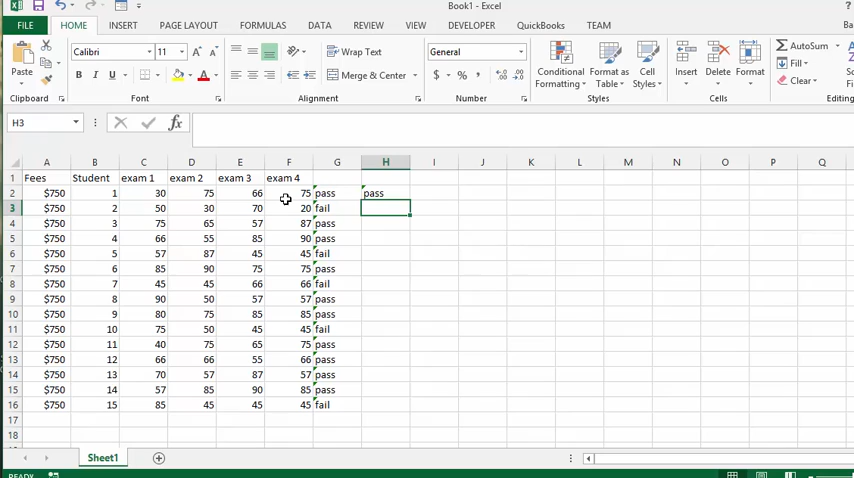 Book1 - Excel
FILE HOME INSERT PAGE LAYOUT FORMULAS DATA REVIEW VIEW DEVELOPER QuickBooks TEAM
Paste
Calibri 11 A A
B I U A
Wrap Text
Merge & Center
General
$ % , .0 .00 .00 .0
Conditional Formatting
Format as Table
Cell Styles
Insert Delete Format
AutoSum
Fill
Clear
Clipboard Font Alignment Number Styles Cells Editing
H3 fx
A B C D E F G H I J K L M N O P Q
1 Fees Student exam 1 exam 2 exam 3 exam 4
2 $750 1 30 75 66 75 pass pass
3 $750 2 50 30 70 20 fail
4 $750 3 75 65 57 87 pass
5 $750 4 66 55 85 90 pass
6 $750 5 57 87 45 45 fail
7 $750 6 85 90 75 75 pass
8 $750 7 45 45 66 66 fail
9 $750 8 90 50 57 57 pass
10 $750 9 80 75 85 85 pass
11 $750 10 75 50 45 45 fail
12 $750 11 40 75 65 75 pass
13 $750 12 66 66 55 66 pass
14 $750 13 70 57 87 57 pass
15 $750 14 57 85 90 85 pass
16 $750 15 85 45 45 45 fail
17
18
Sheet1